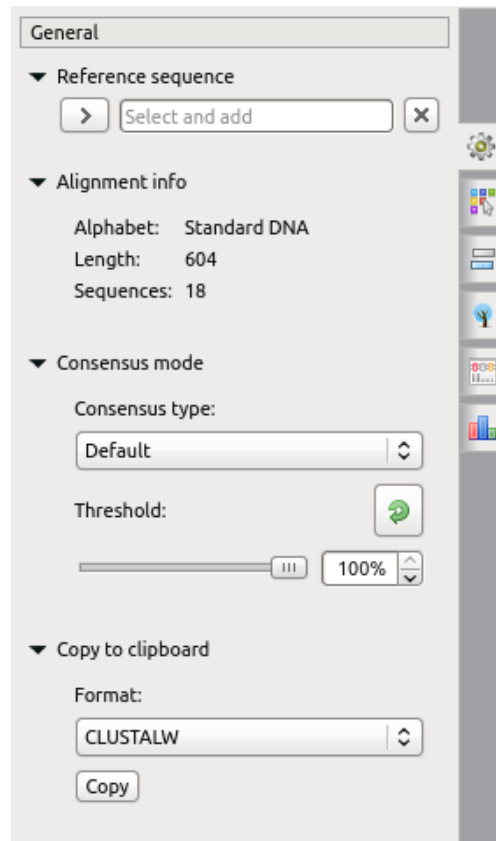 General
Reference sequence
Select and add
Alignment info
Alphabet: Standard DNA
Length: 604
Sequences: 18
Consensus mode
Consensus type:
Default
Threshold:
100%
Copy to clipboard
Format:
CLUSTALW
Copy